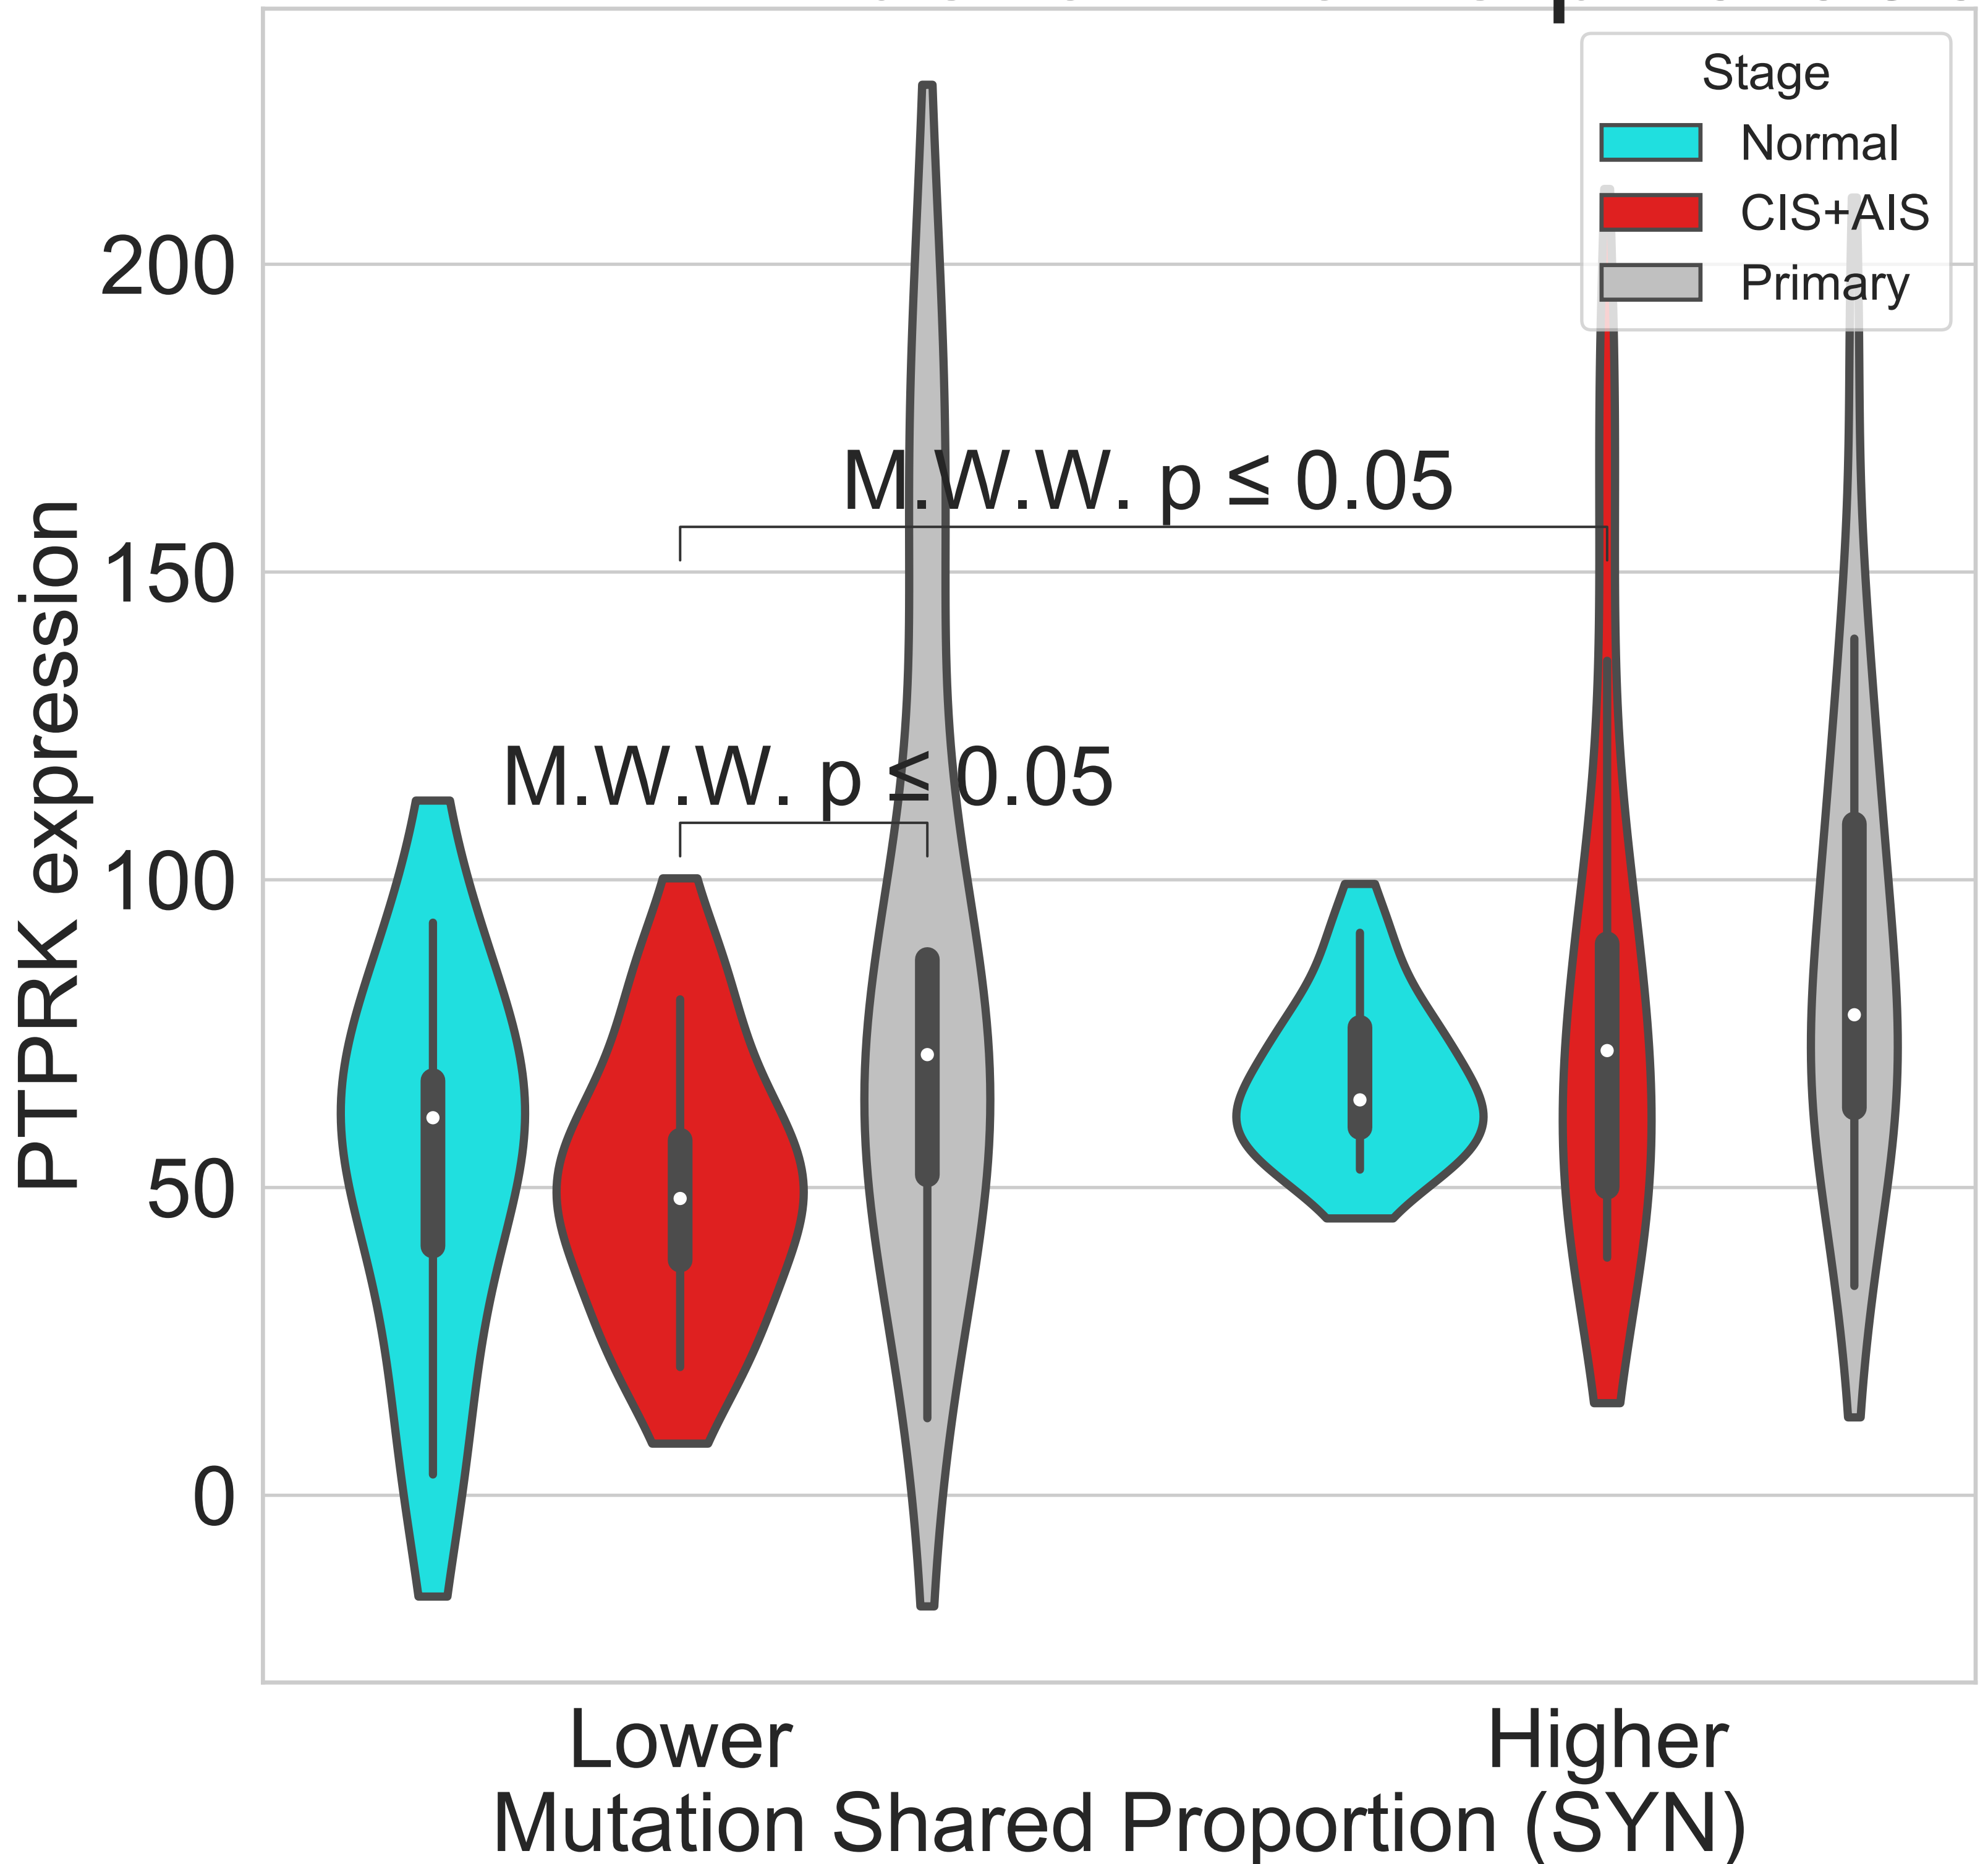 Stage
Normal
CIS+AIS
Primary
200
150
100
50
0
PTPRK expression
M.W.W. p ≤ 0.05
M.W.W. p ≤ 0.05
Lower
Higher
Mutation Shared Proportion (SYN)